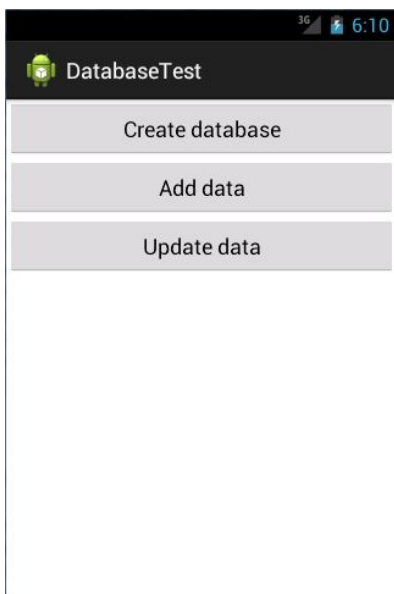 3G 6:10
DatabaseTest
Create database
Add data
Update data